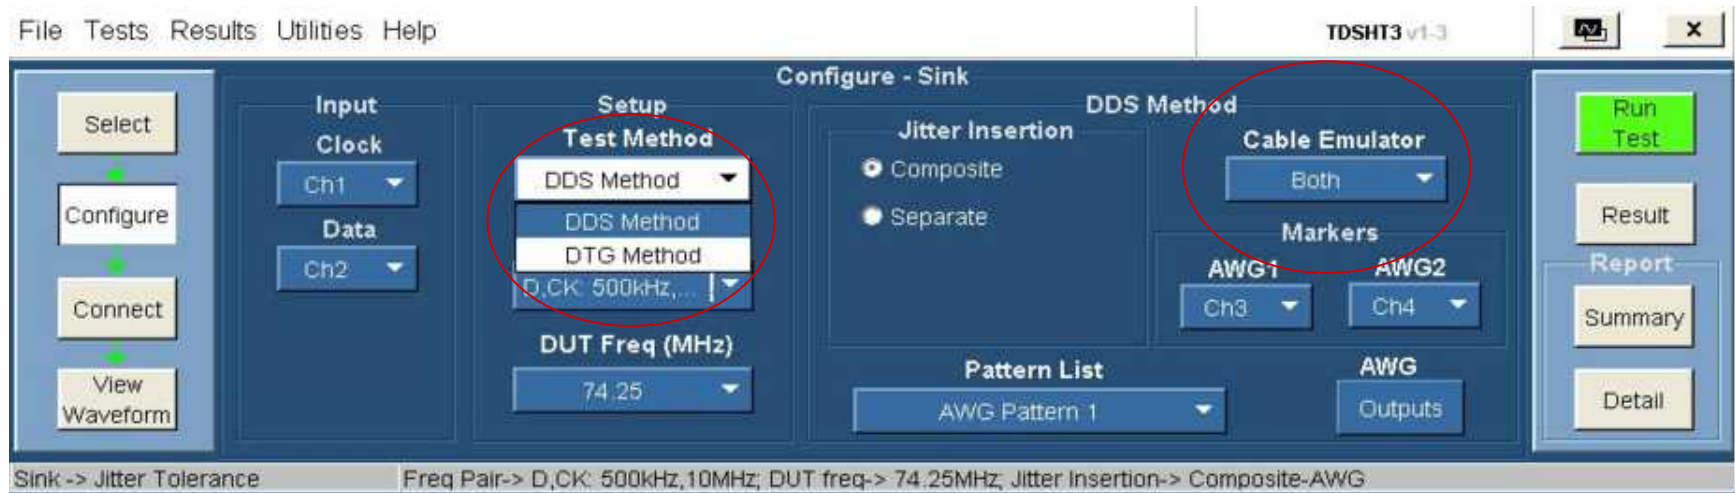 File Tests Results Utilities Help
TDSHT3 v1-3
x
Select
Configure
Connect
View
Waveform
Configure - Sink
Input
Clock
Ch1
Data
Ch2
Setup
Test Method
DDS Method
DDS Method
DTG Method
D,CK: 500kHz,...
DUT Freq (MHz)
74.25
DDS Method
Jitter Insertion
Composite
Separate
Cable Emulator
Both
Markers
AWG1
AWG2
Ch3
Ch4
Pattern List
AWG Pattern 1
AWG
Outputs
Run
Test
Result
Report
Summary
Detail
Sink -> Jitter Tolerance
Freq Pair-> D,CK: 500kHz,10MHz; DUT freq-> 74.25MHz; Jitter Insertion-> Composite-AWG